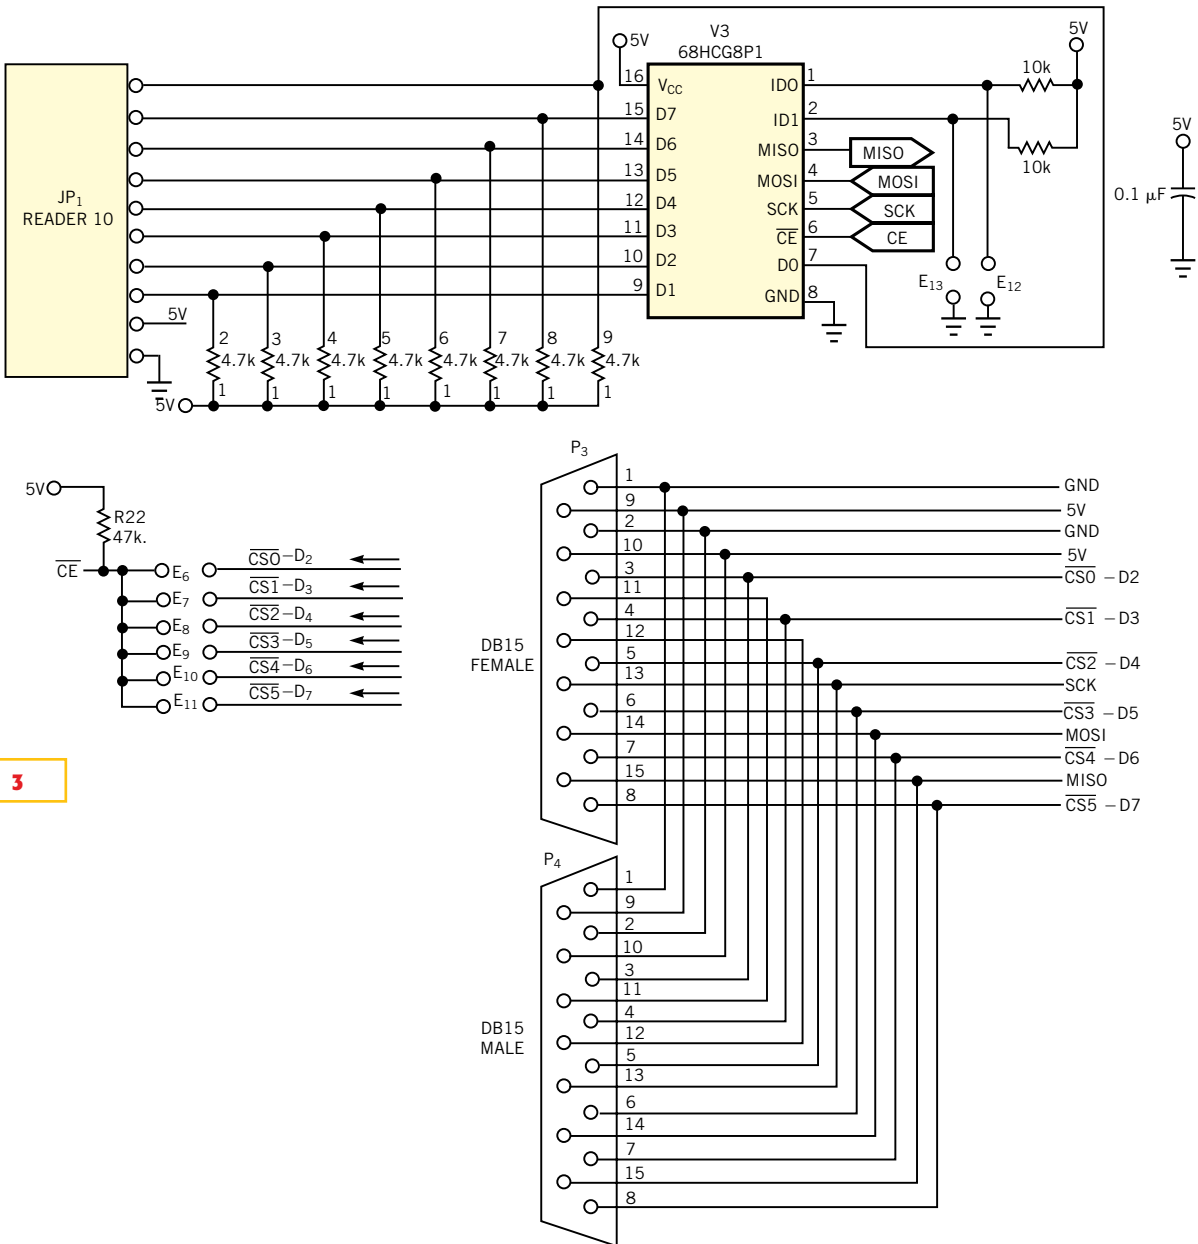 JP1
READER 10
5V
V3
68HCG8P1
5V
16 VCC
15 D7
14 D6
13 D5
12 D4
11 D3
10 D2
9 D1
IDO 1
ID1 2
MISO 3
MOSI 4
SCK 5
CE 6
DO 7
GND 8
MISO
MOSI
SCK
CE
5V
10k
10k
E13
E12
5V
0.1 µF
5V
2 3 4 5 6 7 8 9
4.7k 4.7k 4.7k 4.7k 4.7k 4.7k 4.7k 4.7k
1 1 1 1 1 1 1 1
5V
R22
47k.
CE
E6 CSO–D2
E7 CS1–D3
E8 CS2–D4
E9 CS3–D5
E10 CS4–D6
E11 CS5–D7
3
P3
DB15
FEMALE
1 GND
9 5V
2 GND
10 5V
3 CSO –D2
11
4 CS1 –D3
12
5 CS2 –D4
13 SCK
6 CS3 –D5
14 MOSI
7 CS4 –D6
15 MISO
8 CS5 –D7
P4
DB15
MALE
1
9
2
10
3
11
4
12
5
13
6
14
7
15
8